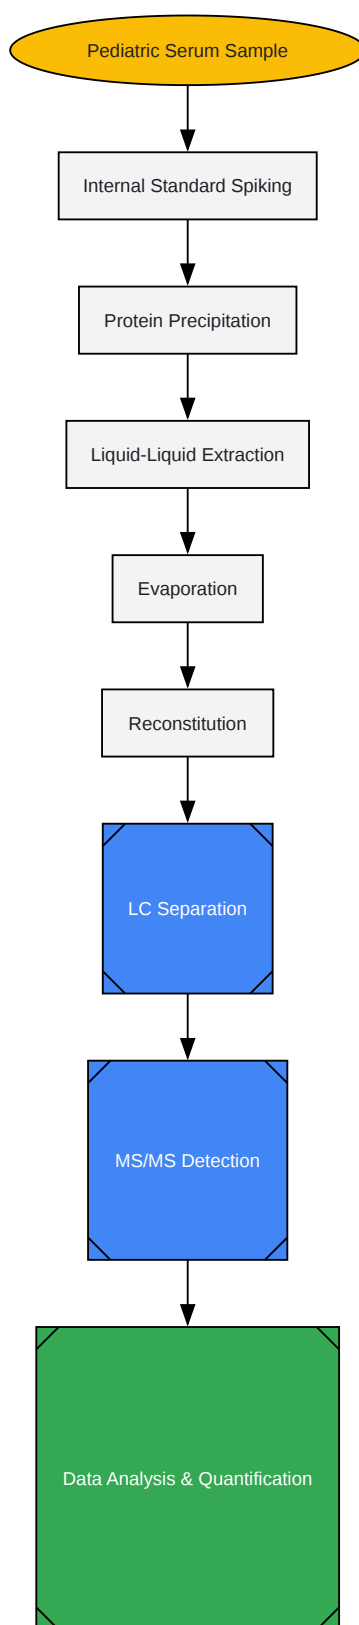 Pediatric Serum Sample
Internal Standard Spiking
Protein Precipitation
Liquid-Liquid Extraction
Evaporation
Reconstitution
LC Separation
MS/MS Detection
Data Analysis & Quantification